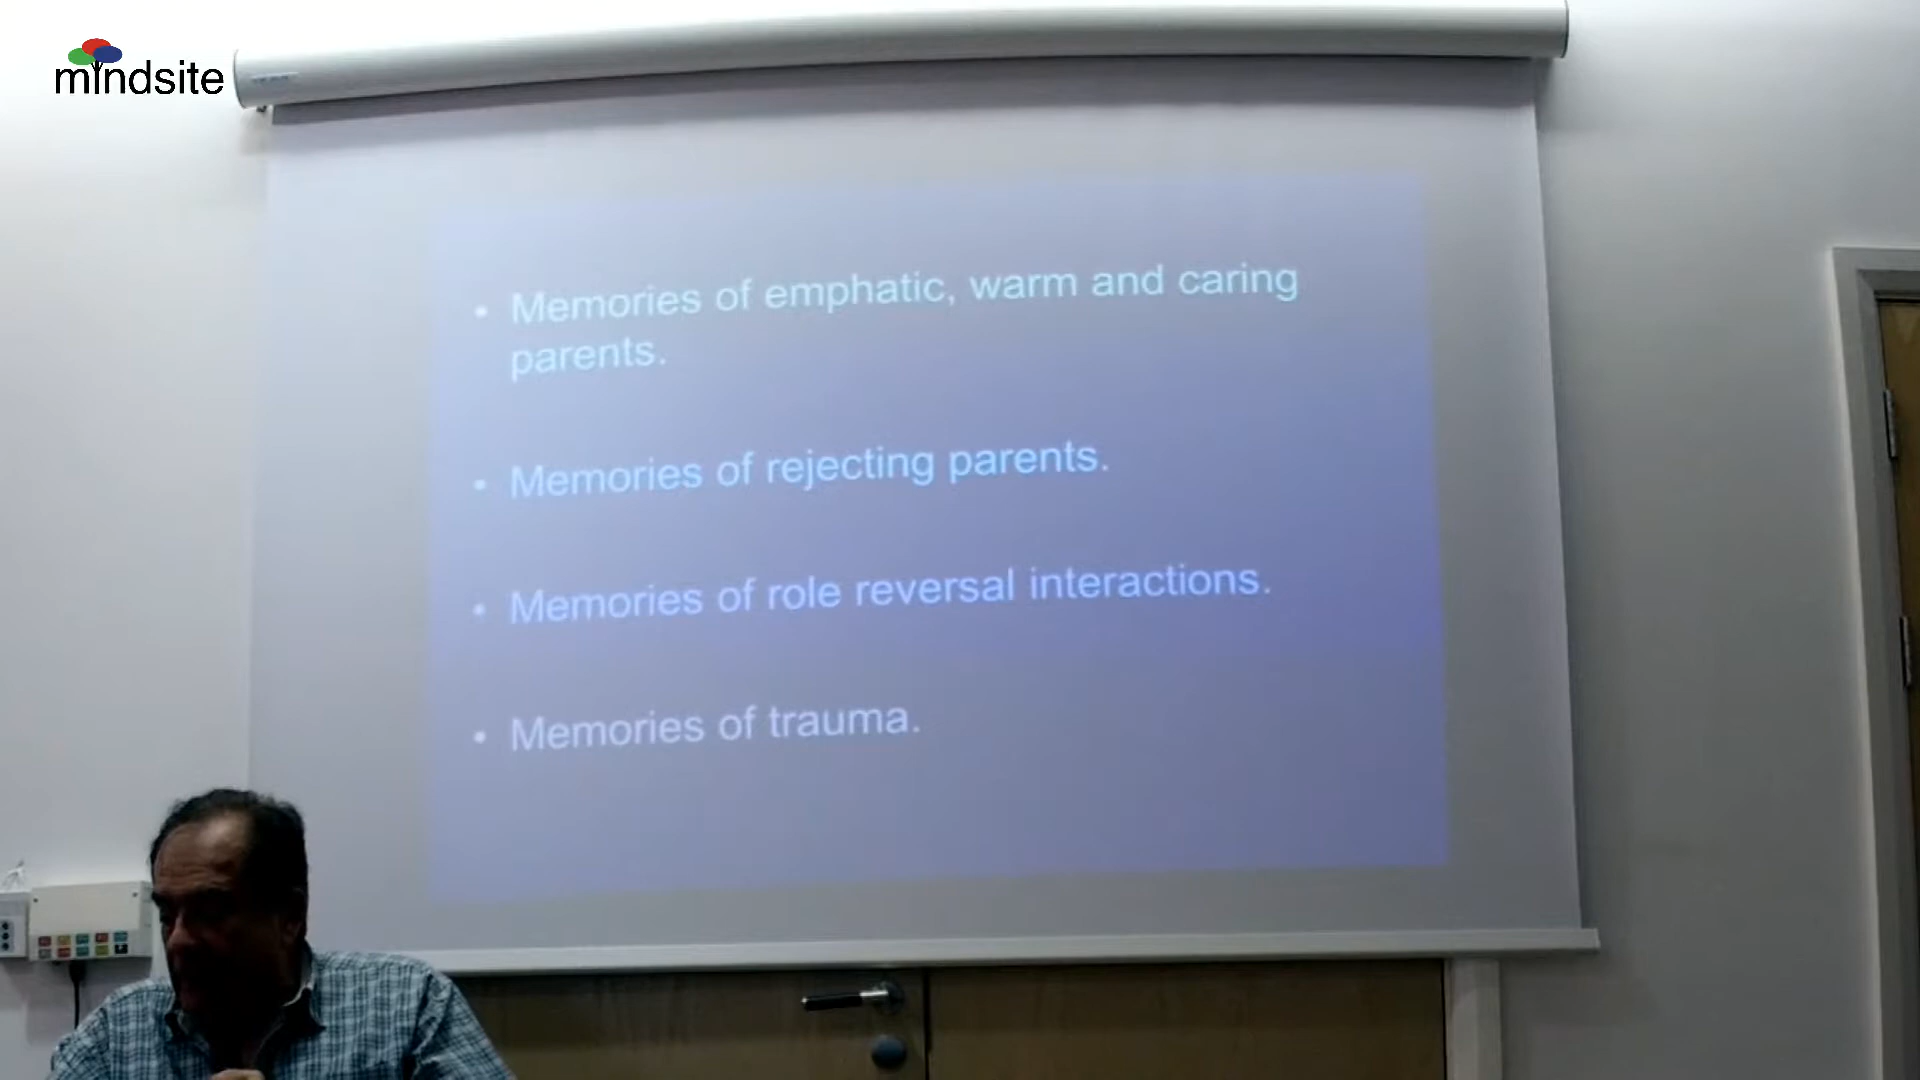 mindsite
• Memories of emphatic, warm and caring
parents.
• Memories of rejecting parents.
• Memories of role reversal interactions.
• Memories of trauma.